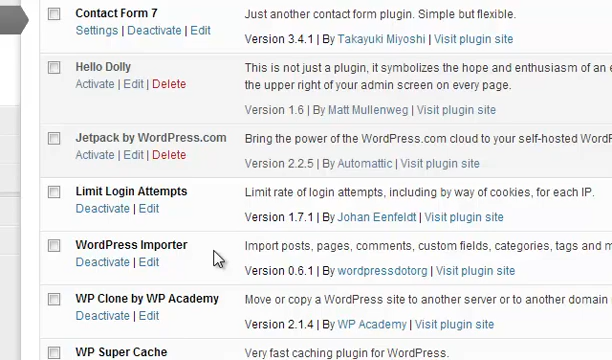 Contact Form 7 Just another contact form plugin. Simple but flexible.
Settings | Deactivate | Edit Version 3.4.1 | By Takayuki Miyoshi | Visit plugin site
Hello Dolly This is not just a plugin, it symbolizes the hope and enthusiasm of an
Activate | Edit | Delete the upper right of your admin screen on every page.
Version 1.6 | By Matt Mullenweg | Visit plugin site
Jetpack by WordPress.com Bring the power of the WordPress.com cloud to your self-hosted
Activate | Edit | Delete Version 2.2.5 | By Automattic | Visit plugin site
Limit Login Attempts Limit rate of login attempts, including by way of cookies, for each IP.
Deactivate | Edit Version 1.7.1 | By Johan Eenfeldt | Visit plugin site
WordPress Importer Import posts, pages, comments, custom fields, categories, tags and
Deactivate | Edit Version 0.6.1 | By wordpressdotorg | Visit plugin site
WP Clone by WP Academy Move or copy a WordPress site to another server or to another domain
Deactivate | Edit Version 2.1.4 | By WP Academy | Visit plugin site
WP Super Cache Very fast caching plugin for WordPress.